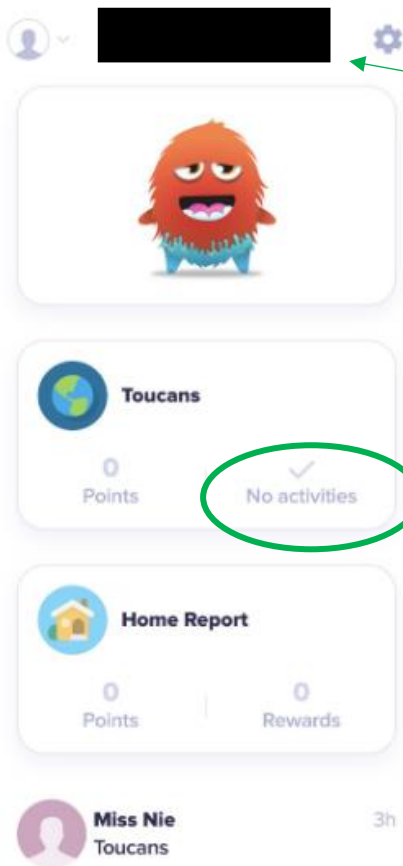 Toucans
0
Points
No activities
Home Report
0
Points
0
Rewards
Miss Nie
3h
Toucans